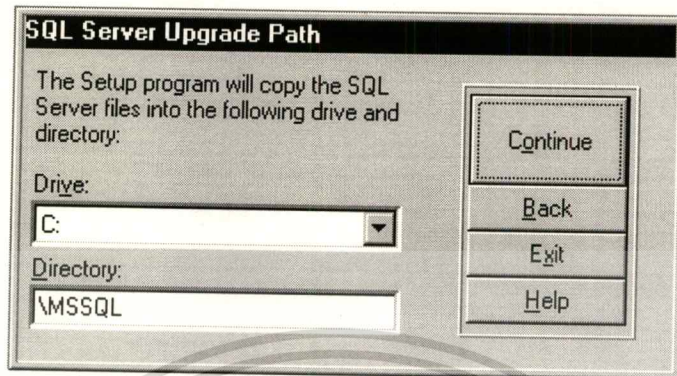 SQL Server Upgrade Path
The Setup program will copy the SQL
Server files into the following drive and
directory:
Drive:
C:
Directory:
\MSSQL
Continue
Back
Exit
Help